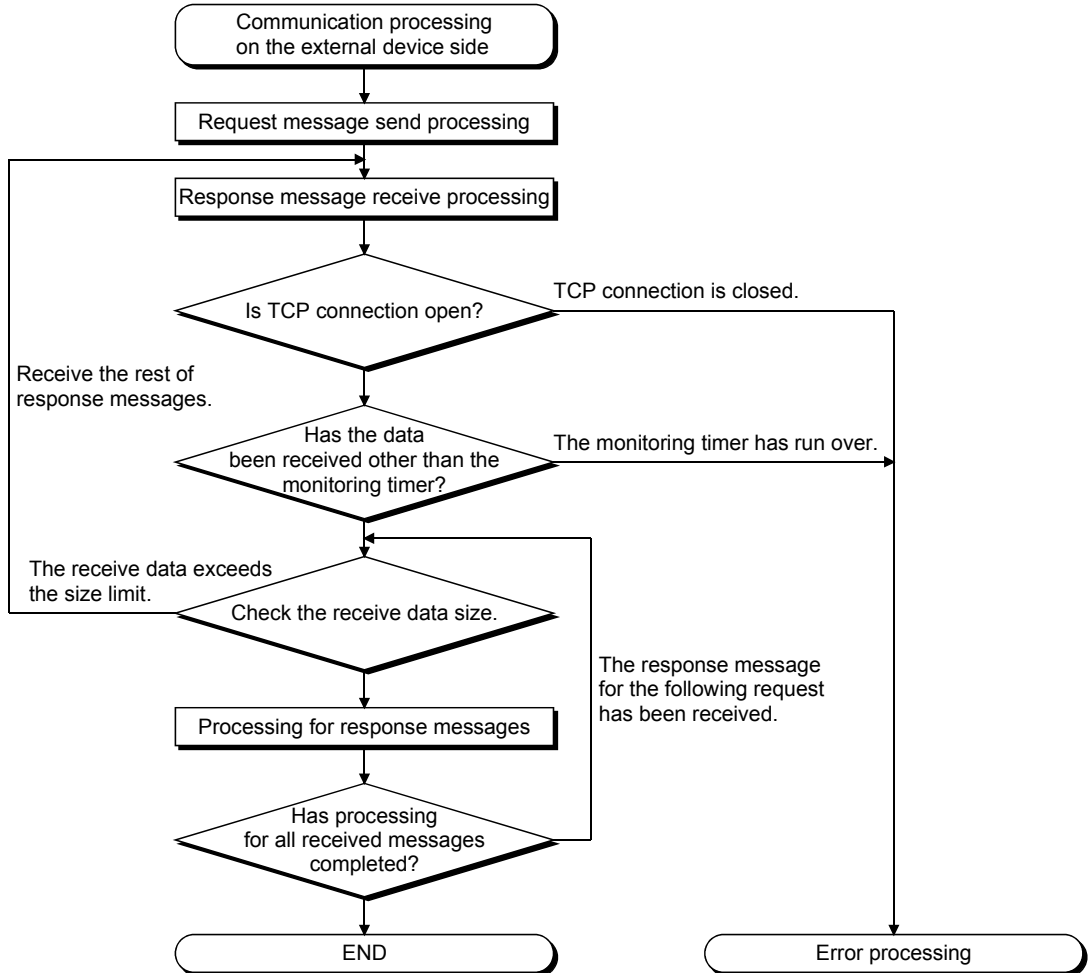 Communication processing
on the external device side
Request message send processing
Response message receive processing
Is TCP connection open?
TCP connection is closed.
Receive the rest of
response messages.
Has the data
been received other than the
monitoring timer?
The monitoring timer has run over.
The receive data exceeds
the size limit.
Check the receive data size.
The response message
for the following request
has been received.
Processing for response messages
Has processing
for all received messages
completed?
END
Error processing